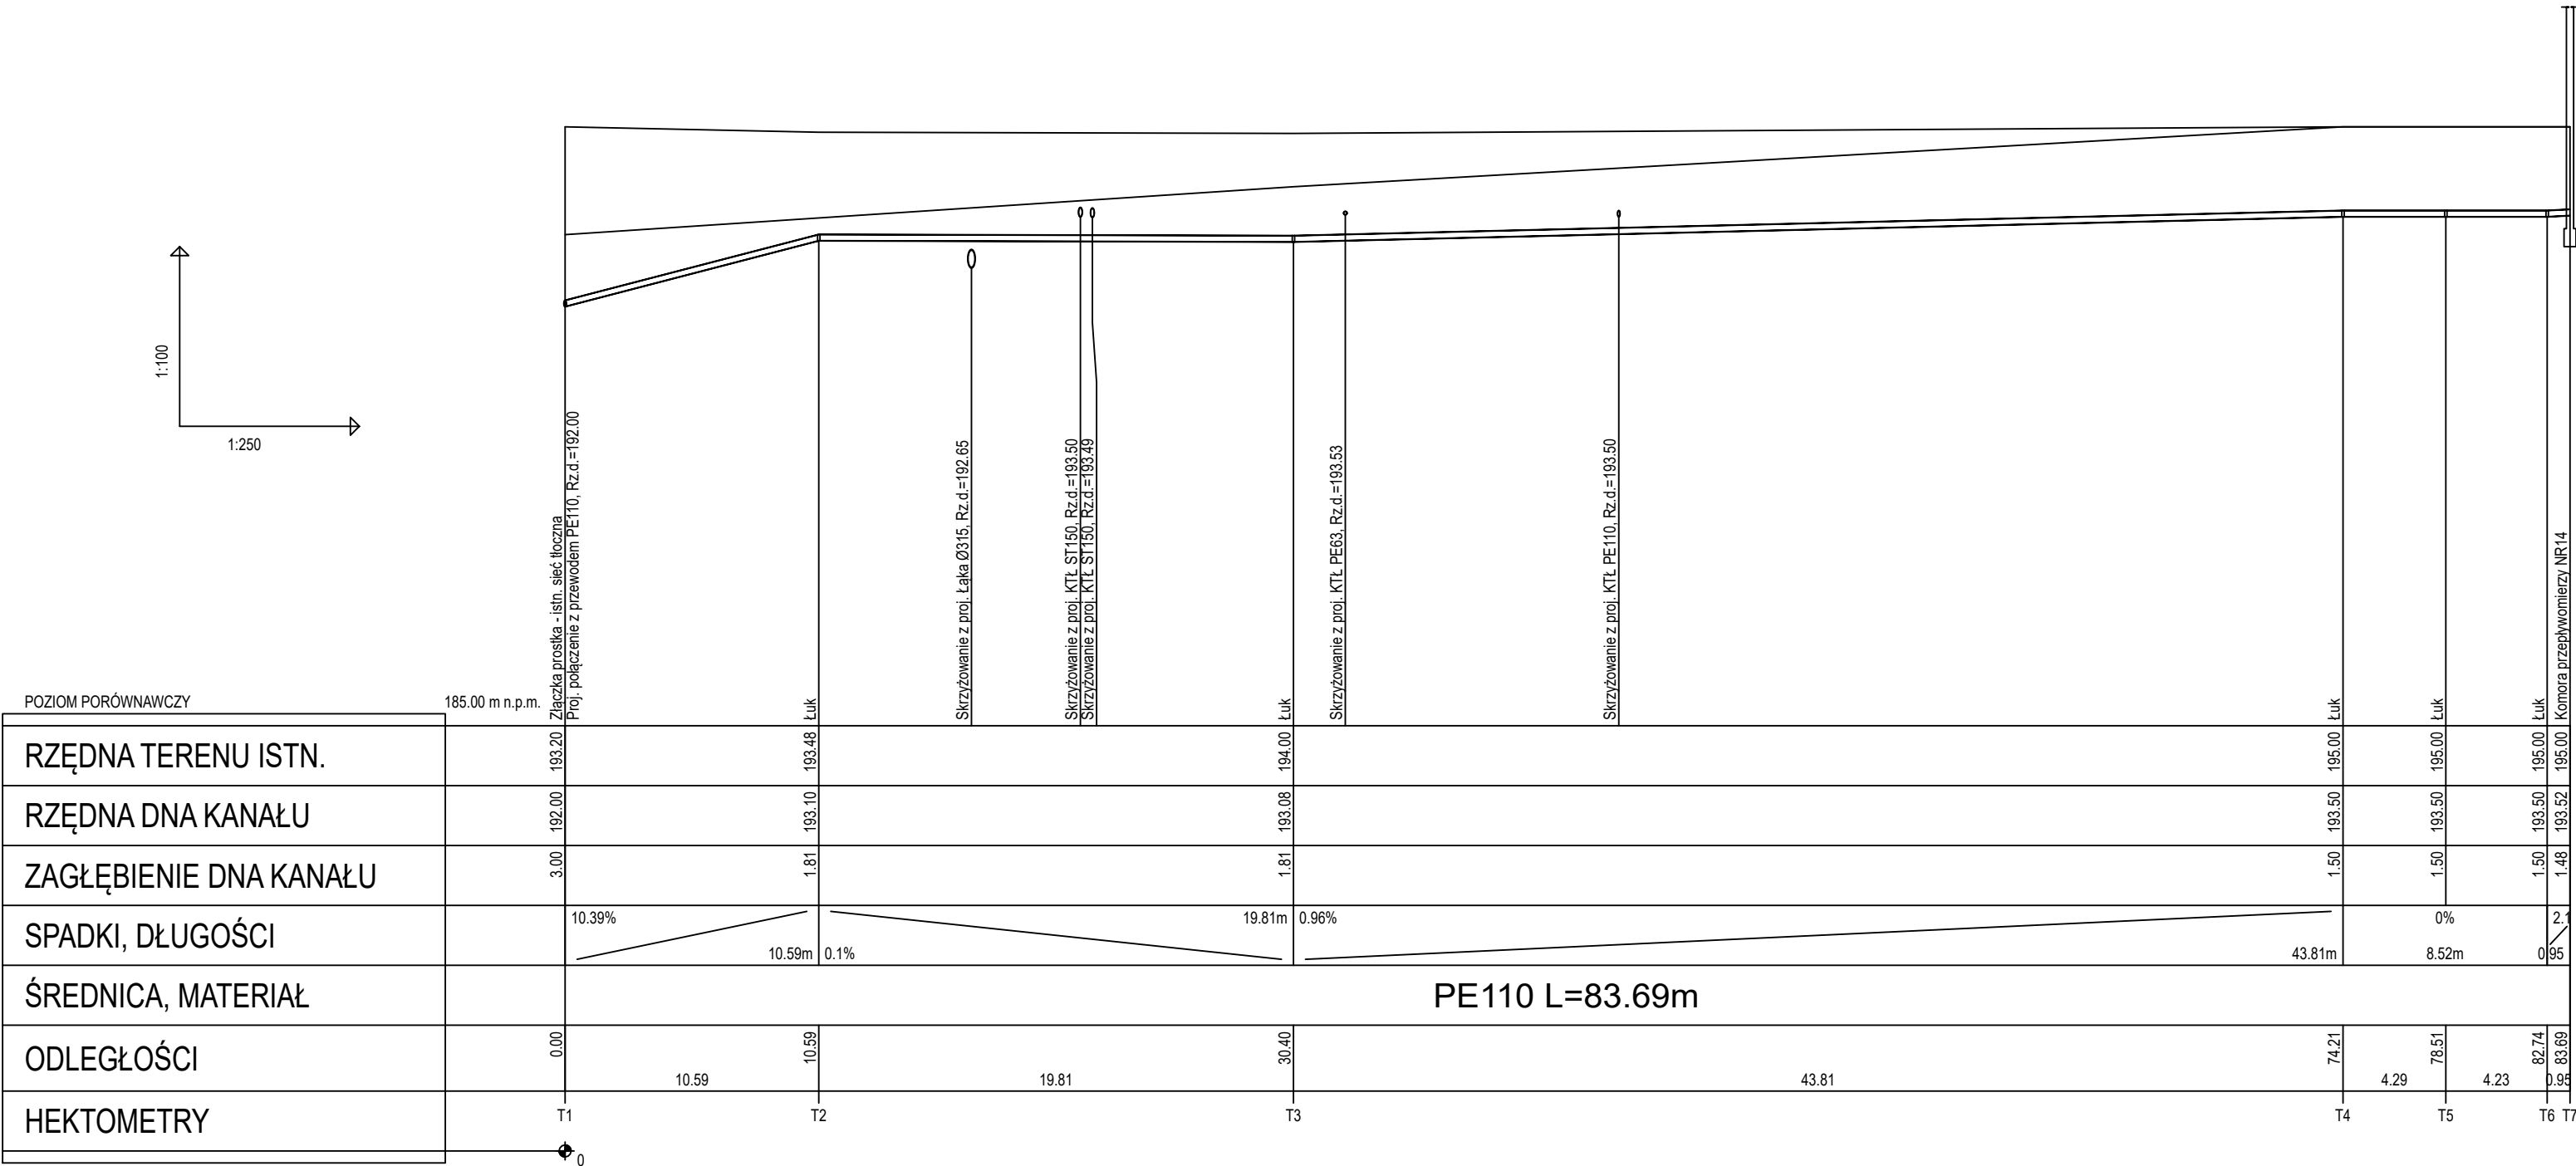 1:100
1:250
Złączka prostka - istn. sieć tłoczna
Proj. połączenie z przewodem PE110, Rz.d.=192.00
Łuk
Skrzyżowanie z proj. Łąka Ø315, Rz.d.=192.65
Skrzyżowanie z proj. KTŁ ST150, Rz.d.=193.50
Skrzyżowanie z proj. KTŁ ST150, Rz.d.=193.49
Łuk
Skrzyżowanie z proj. KTŁ PE63, Rz.d.=193.53
Skrzyżowanie z proj. KTŁ PE110, Rz.d.=193.50
Łuk
Łuk
Łuk
Komora przepływomierzy NR14
POZIOM PORÓWNAWCZY 185.00 m n.p.m.
RZĘDNA TERENU ISTN. 193.20 193.48 194.00 195.00 195.00 195.00 195.00
RZĘDNA DNA KANAŁU 192.00 193.10 193.08 193.50 193.50 193.50 193.52
ZAGŁĘBIENIE DNA KANAŁU 3.00 1.81 1.81 1.50 1.50 1.50 1.48
SPADKI, DŁUGOŚCI
10.39% 19.81m 0.96% 0% 2.1
10.59m 0.1% 43.81m 8.52m 0.95
ŚREDNICA, MATERIAŁ PE110 L=83.69m
ODLEGŁOŚCI 0.00 10.59 30.40 74.21 78.51 82.74 83.69
10.59 19.81 43.81 4.29 4.23 0.95
HEKTOMETRY T1 T2 T3 T4 T5 T6 T7
0